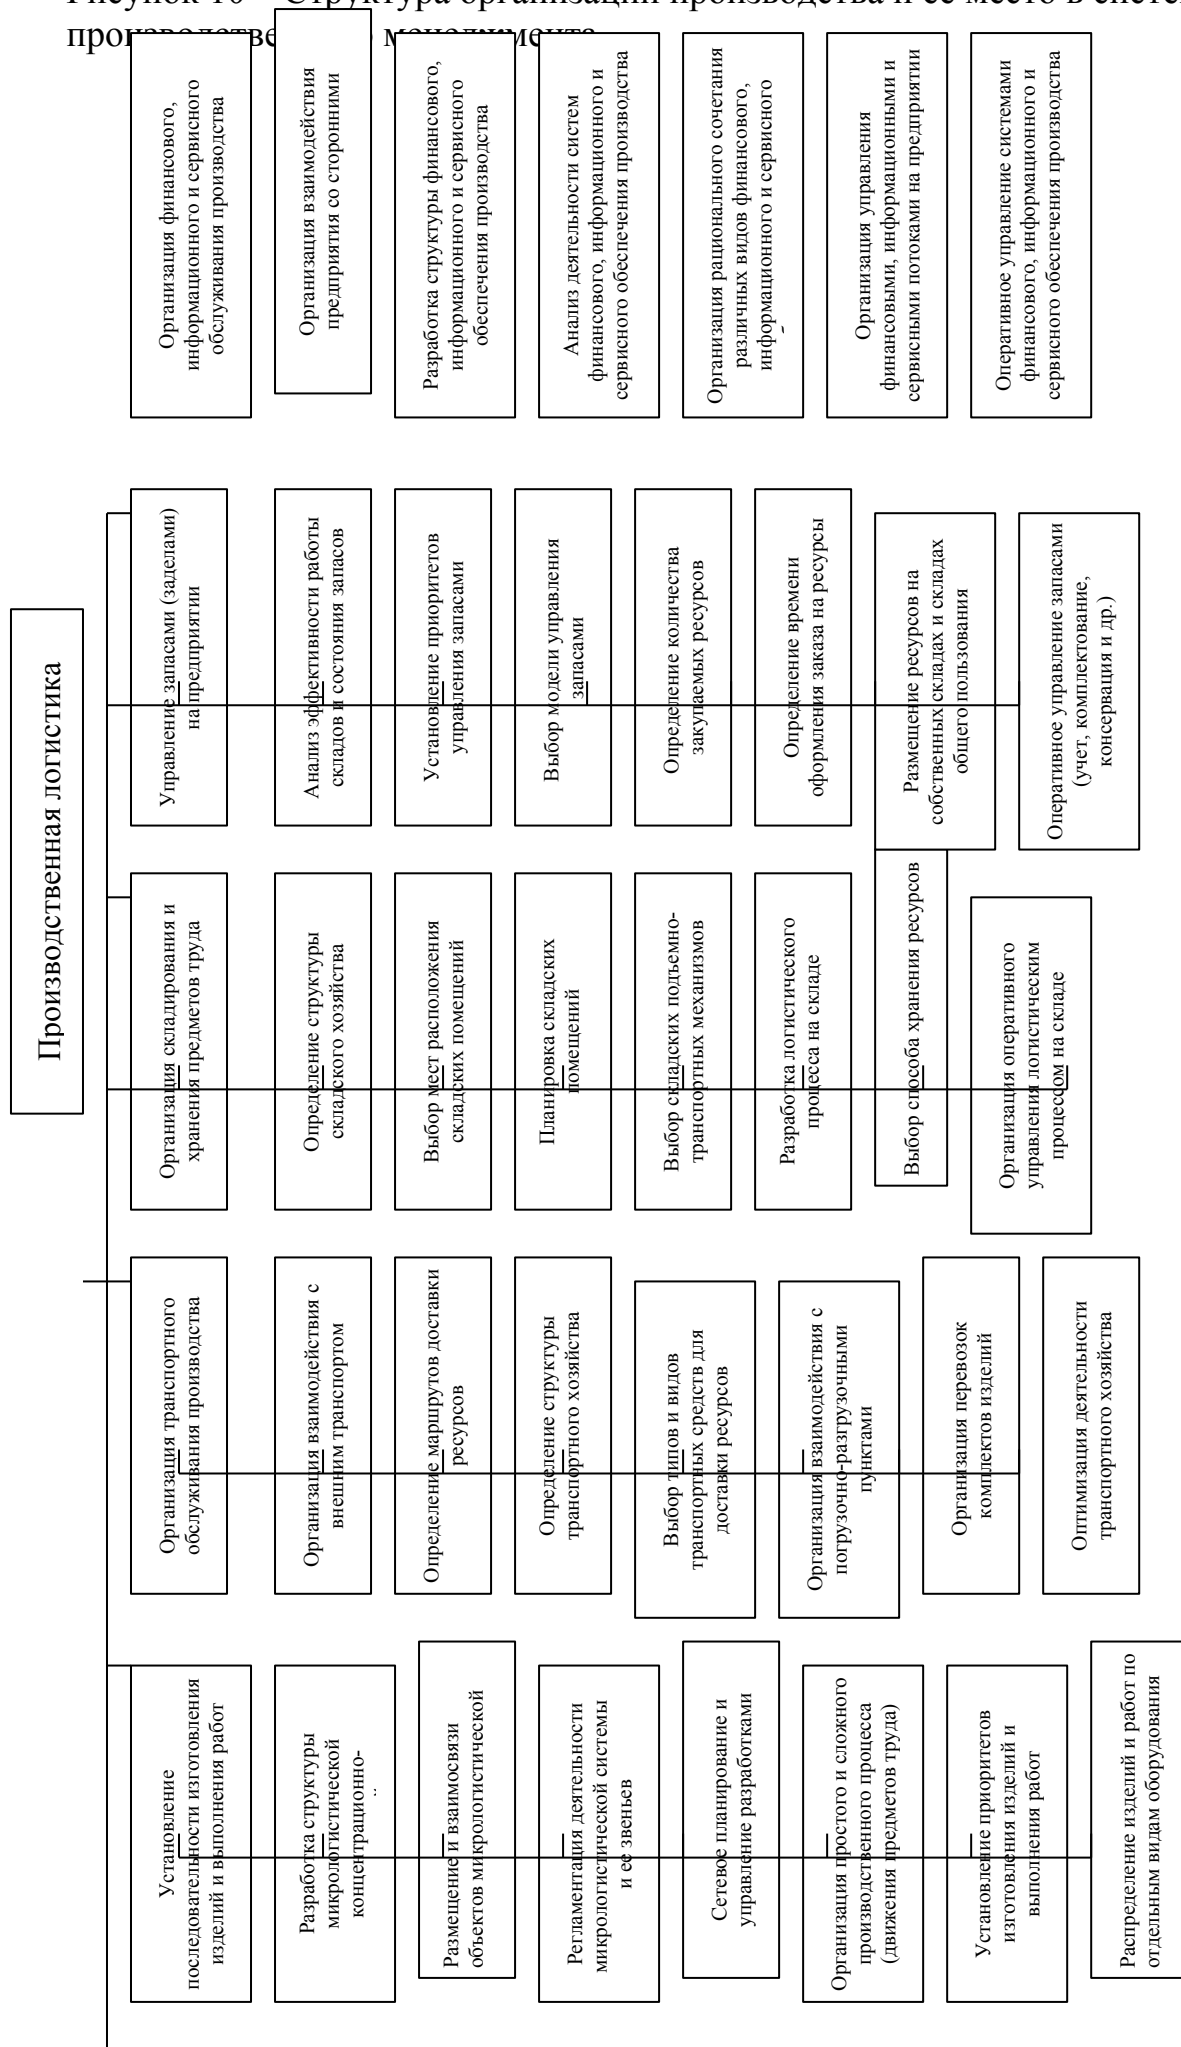 Рисунок 10 – Структура организации производства и ее место в систе
производстве менеджмента
Производственная логистика
Установление
последовательности изготовления
изделий и выполнения работ
Разработка структуры
микрологистической
концентрационно-
Размещение и взаимосвязи
объектов микрологистической
Регламентация деятельности
микрологистической системы
и ее звеньев
Сетевое планирование и
управление разработками
Организация простого и сложного
производственного процесса
(движения предметов труда)
Установление приоритетов
изготовления изделий и
выполнения работ
Распределение изделий и работ по
отдельным видам оборудования
Организация транспортного
обслуживания производства
Организация взаимодействия с
внешним транспортом
Определение маршрутов доставки
ресурсов
Определение структуры
транспортного хозяйства
Выбор типов и видов
транспортных средств для
доставки ресурсов
Организация взаимодействия с
погрузочно-разгрузочными
пунктами
Организация перевозок
комплектов изделий
Оптимизация деятельности
транспортного хозяйства
Организация складирования и
хранения предметов труда
Определение структуры
складского хозяйства
Выбор мест расположения
складских помещений
Планировка складских
помещений
Выбор складских подъемно-
транспортных механизмов
Разработка логистического
процесса на складе
Выбор способа хранения ресурсов
Организация оперативного
управления логистическим
процессом на складе
Управление запасами (заделами)
на предприятии
Анализ эффективности работы
складов и состояния запасов
Установление приоритетов
управления запасами
Выбор модели управления
запасами
Определение количества
закупаемых ресурсов
Определение времени
оформления заказа на ресурсы
Размещение ресурсов на
собственных складах и складах
общего пользования
Оперативное управление запасами
(учет, комплектование,
консервация и др.)
Организация финансового,
информационного и сервисного
обслуживания производства
Организация взаимодействия
предприятия со сторонними
Разработка структуры финансового,
информационного и сервисного
обеспечения производства
Анализ деятельности систем
финансового, информационного и
сервисного обеспечения производства
Организация рационального сочетания
различных видов финансового,
информационного и сервисного
Организация управления
финансовыми, информационными и
сервисными потоками на предприятии
Оперативное управление системами
финансового, информационного и
сервисного обеспечения производства